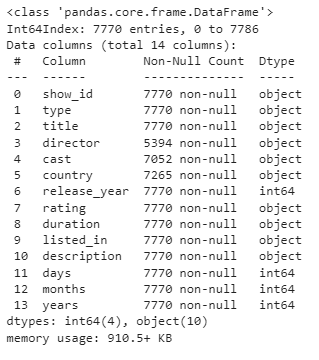 <class 'pandas.core.frame.DataFrame'>
Int64Index: 7770 entries, 0 to 7786
Data columns (total 14 columns):
 #   Column        Non-Null Count  Dtype
---  ------        --------------  -----
 0   show_id       7770 non-null   object
 1   type          7770 non-null   object
 2   title         7770 non-null   object
 3   director      5394 non-null   object
 4   cast          7052 non-null   object
 5   country       7265 non-null   object
 6   release_year  7770 non-null   int64
 7   rating        7770 non-null   object
 8   duration      7770 non-null   object
 9   listed_in     7770 non-null   object
 10  description   7770 non-null   object
 11  days          7770 non-null   int64
 12  months        7770 non-null   int64
 13  years         7770 non-null   int64
dtypes: int64(4), object(10)
memory usage: 910.5+ KB